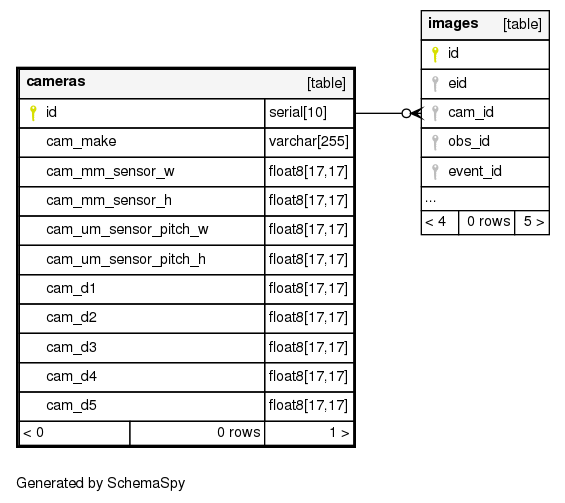 images [table]
id
eid
cam_id
obs_id
event_id
...
< 4 0 rows 5 >
cameras [table]
id serial[10]
cam_make varchar[255]
cam_mm_sensor_w float8[17,17]
cam_mm_sensor_h float8[17,17]
cam_um_sensor_pitch_w float8[17,17]
cam_um_sensor_pitch_h float8[17,17]
cam_d1 float8[17,17]
cam_d2 float8[17,17]
cam_d3 float8[17,17]
cam_d4 float8[17,17]
cam_d5 float8[17,17]
< 0 0 rows 1 >
Generated by SchemaSpy